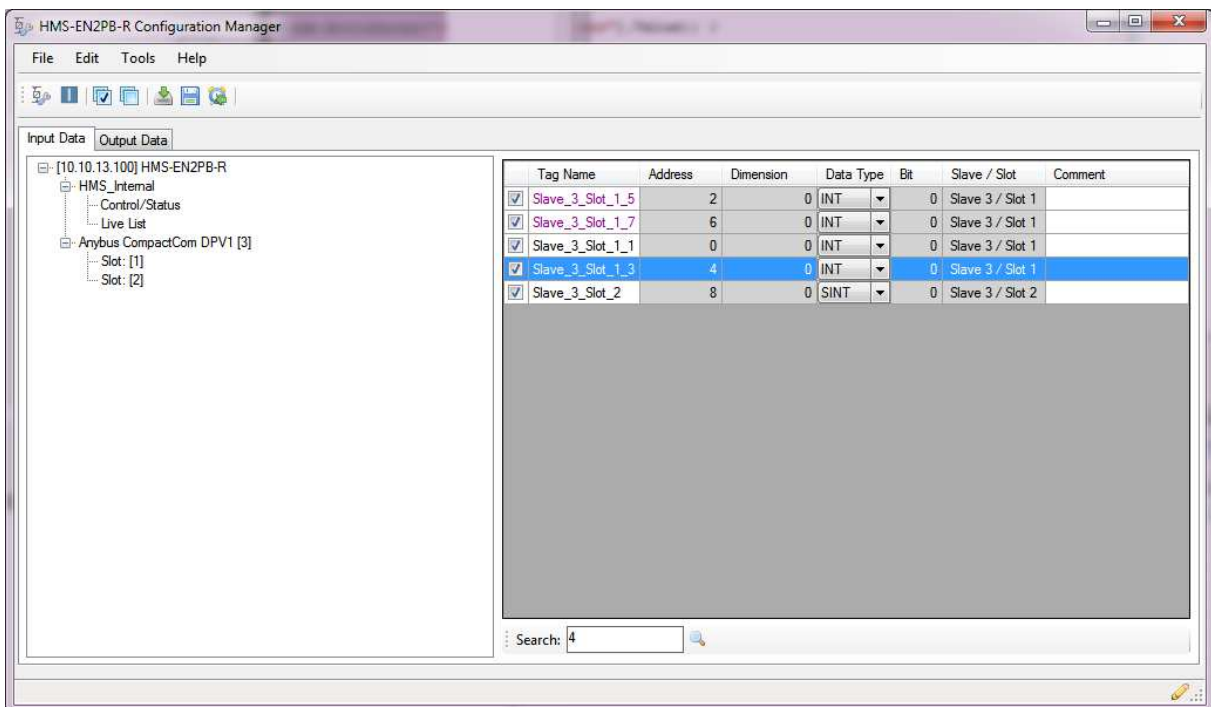 HMS-EN2PB-R Configuration Manager
File Edit Tools Help
Input Data Output Data
[10.10.13.100] HMS-EN2PB-R
HMS_Internal
Control/Status
Live List
Anybus CompactCom DPV1 [3]
Slot: [1]
Slot: [2]
Tag Name Address Dimension Data Type Bit Slave / Slot Comment
Slave_3_Slot_1_5 2 0 INT 0 Slave 3 / Slot 1
Slave_3_Slot_1_7 6 0 INT 0 Slave 3 / Slot 1
Slave_3_Slot_1_1 0 0 INT 0 Slave 3 / Slot 1
Slave_3_Slot_1_3 4 0 INT 0 Slave 3 / Slot 1
Slave_3_Slot_2 8 0 SINT 0 Slave 3 / Slot 2
Search: 4